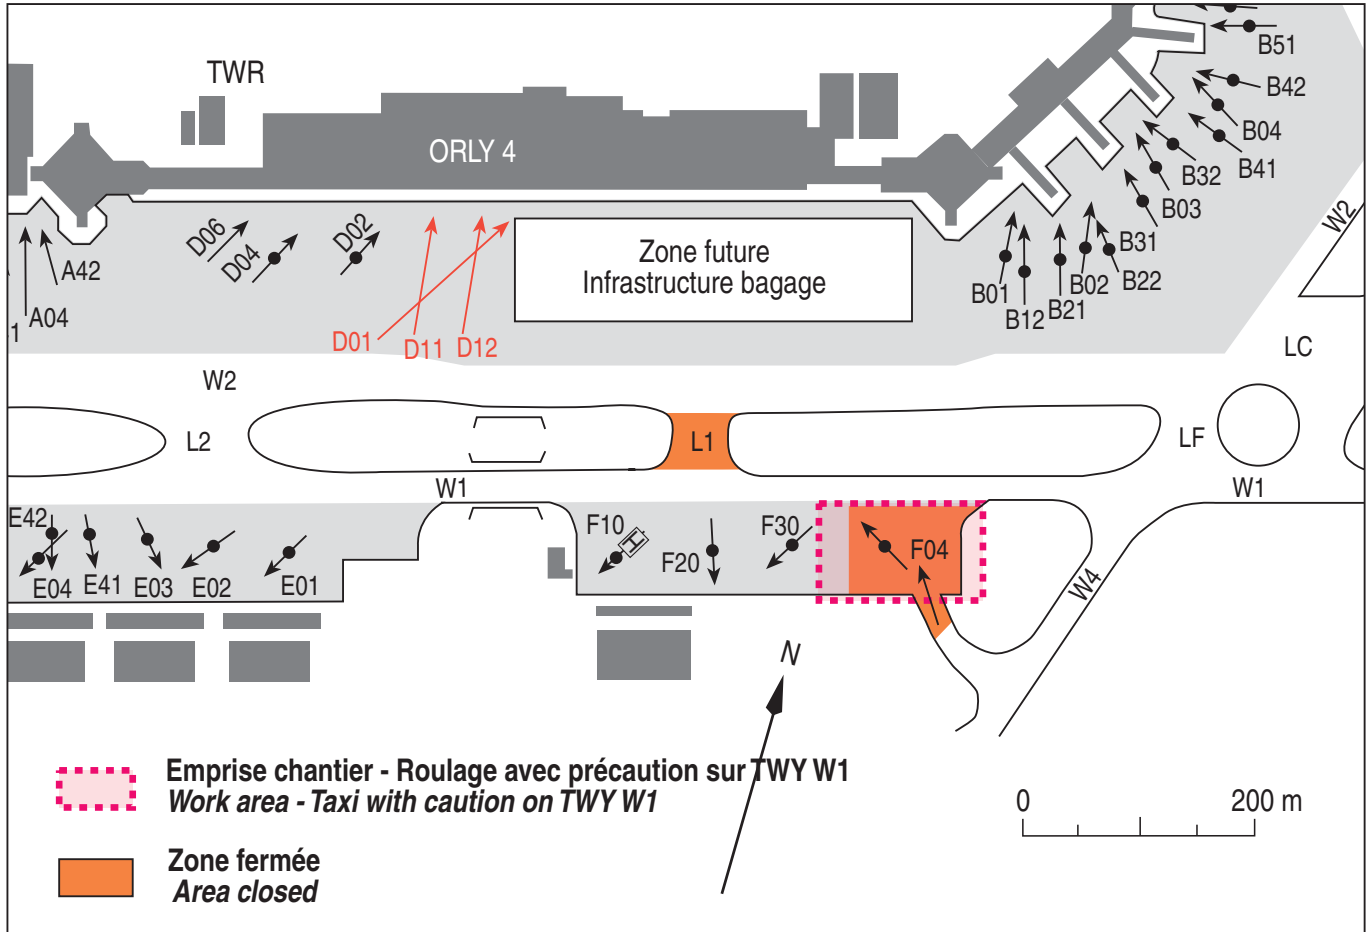 TWR
ORLY 4
B51
B42
B04
B41
B32
B03
B31
W2
D06
D04
D02
Zone future
Infrastructure bagage
A42
A04
1
B01
B12
B21
B02
B22
D01
D11
D12
LC
W2
L2
L1
LF
W1
W1
E42
E04
E41
E03
E02
E01
F10
H
F20
F30
F04
W4
N
Emprise chantier - Roulage avec précaution sur TWY W1
Work area - Taxi with caution on TWY W1
0
200 m
Zone fermée
Area closed